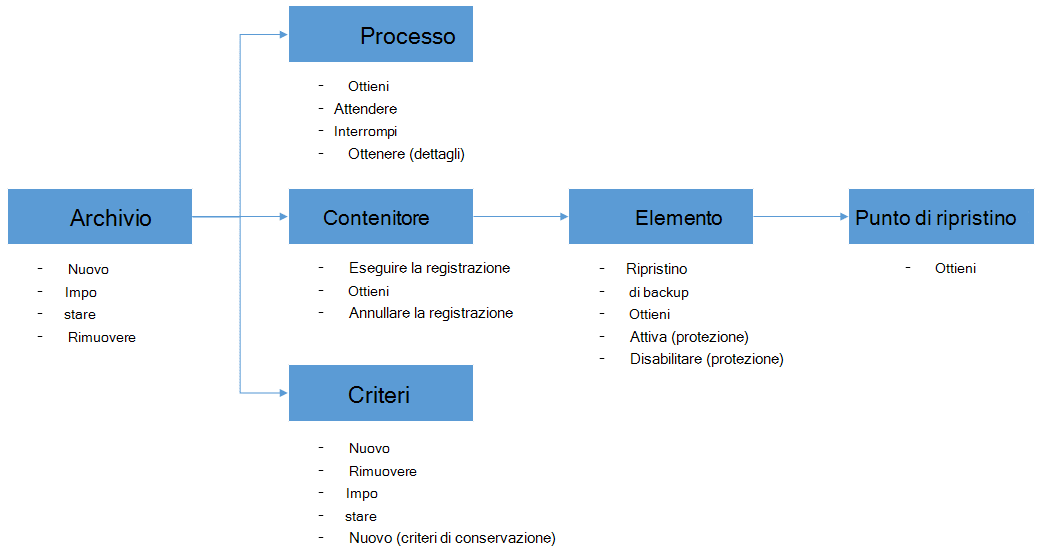 Processo
- Ottieni
- Attendere
- Interrompi
- Ottenere (dettagli)
Archivio
- Nuovo
- Impo
- stare
- Rimuovere
Contenitore
- Eseguire la registrazione
- Ottieni
- Annullare la registrazione
Elemento
- Ripristino
- di backup
- Ottieni
- Attiva (protezione)
- Disabilitare (protezione)
Punto di ripristino
- Ottieni
Criteri
- Nuovo
- Rimuovere
- Impo
- stare
- Nuovo (criteri di conservazione)